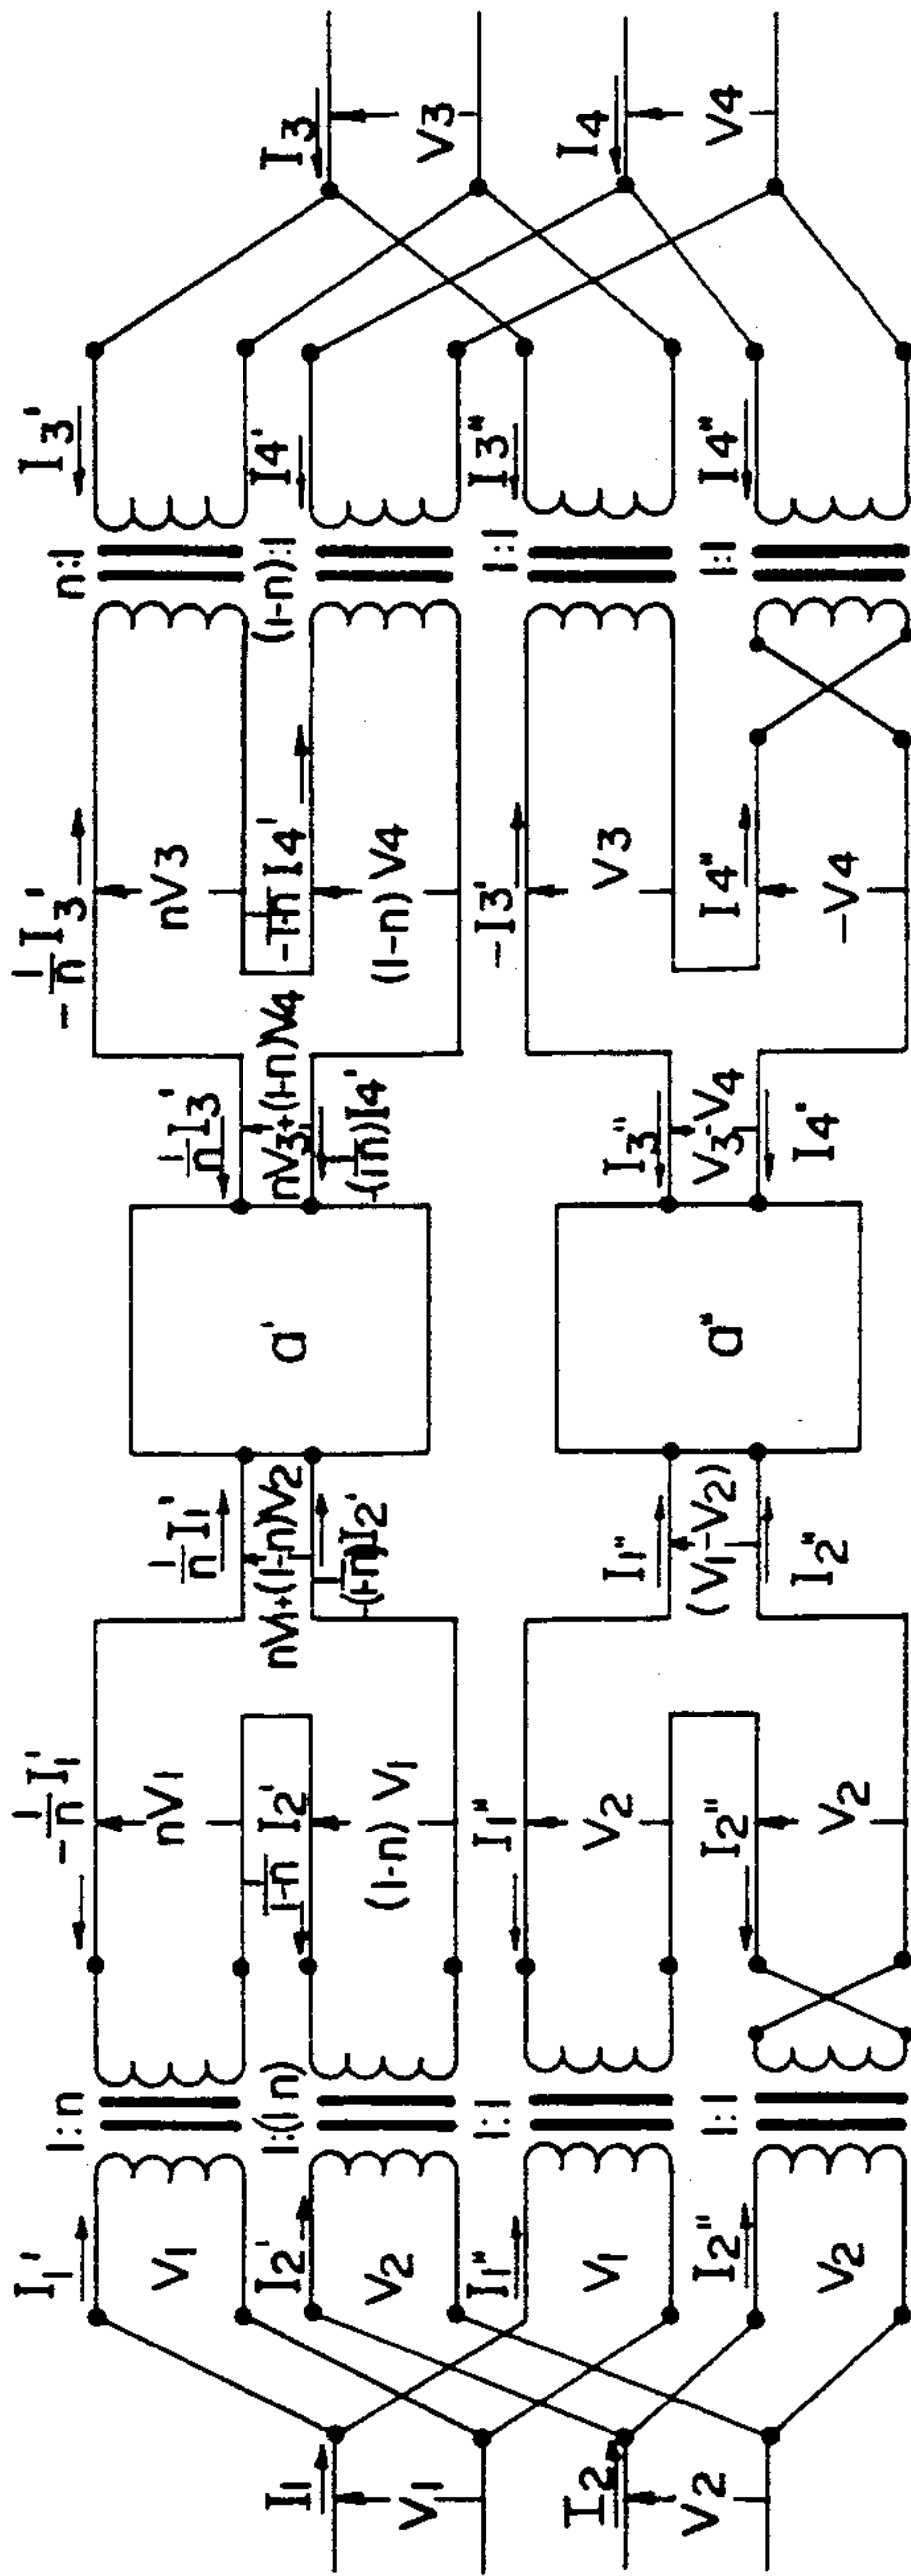 I1
V1
I2
V2
I1'
V1
I2'
V2
I1"
V1
I2"
V2
1:n
1:(1-n)
1:1
1:1
-1/n I1'
nV1
1/1-n I2'
(1-n) V1
I1"
V2
I2"
V2
1/n I1'
nV1+(1-n)V2
-1/(1-n) I2'
I1"
(V1-V2)
I2"
a'
a"
1/n I3'
nV3+(1-n)V4
-(1/1-n)I4'
I3"
V3-V4
I4"
-1/n I3'
nV3
-1/1-n I4'
(1-n) V4
-I3'
V3
I4"
-V4
n:1
(1-n):1
1:1
1:1
I3'
I4'
I3"
I4"
I3
V3
I4
V4